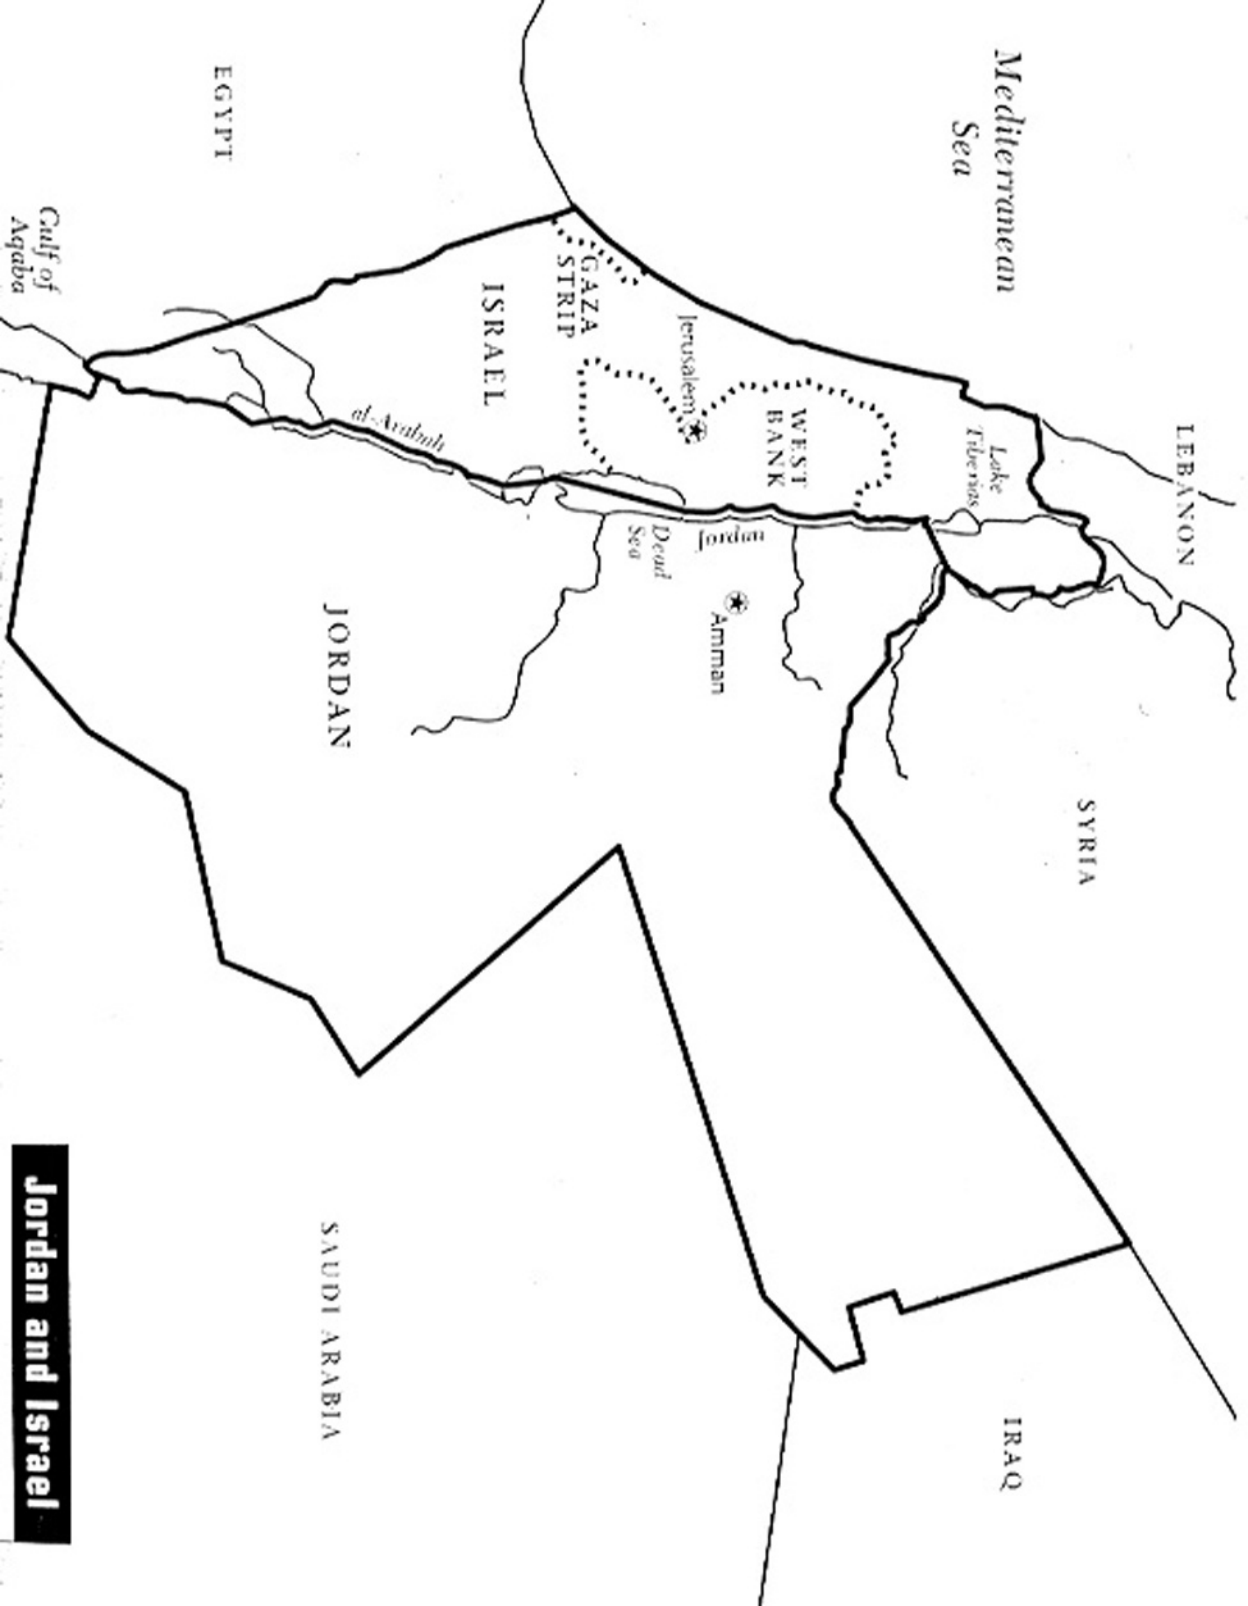 Mediterranean
Sea
LEBANON
Lake
Tiberias
SYRIA
IRAQ
WEST
BANK
Jerusalem
Jordan
Amman
Dead
Sea
GAZA
STRIP
ISRAEL
al-Arabah
JORDAN
EGYPT
Gulf of
Aqaba
SAUDI ARABIA
Jordan and Israel